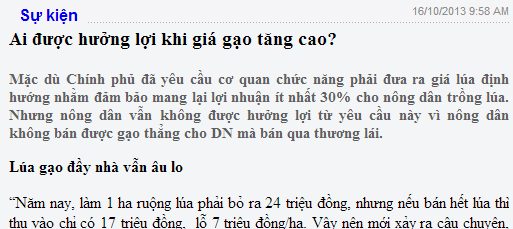 Sự kiện
16/10/2013 9:58 AM
Ai được hưởng lợi khi giá gạo tăng cao?
Mặc dù Chính phủ đã yêu cầu cơ quan chức năng phải đưa ra giá lúa định
hướng nhằm đảm bảo mang lại lợi nhuận ít nhất 30% cho nông dân trồng lúa.
Nhưng nông dân vẫn không được hưởng lợi từ yêu cầu này vì nông dân
không bán được gạo thẳng cho DN mà bán qua thương lái.
Lúa gạo đầy nhà vẫn âu lo
“Năm nay, làm 1 ha ruộng lúa phải bỏ ra 24 triệu đồng, nhưng nếu bán hết lúa thì
thu vào chỉ có 17 triệu đồng, lỗ 7 triệu đồng/ha. Vậy nên mới xảy ra câu chuyện,